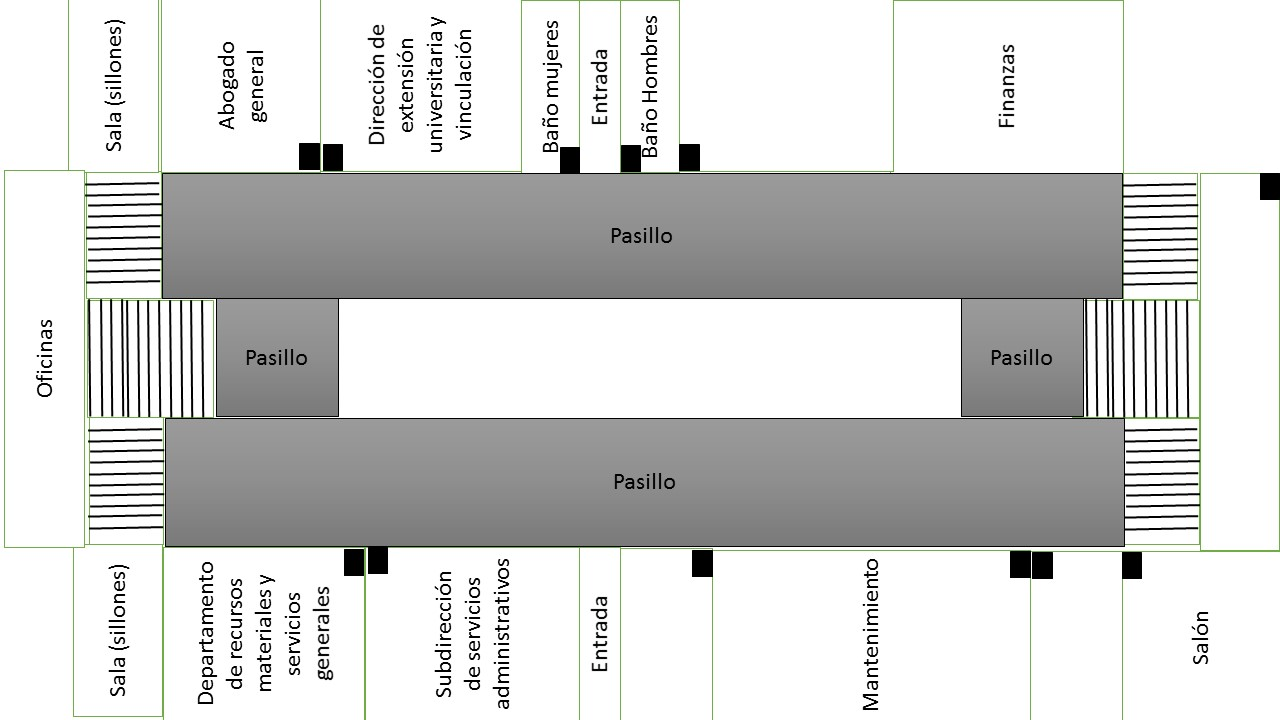 Sala (sillones)
Abogado
general
Dirección de
extensión
universitaria y
vinculación
Baño mujeres
Entrada
Baño Hombres
Finanzas
Pasillo
Oficinas
Pasillo
Pasillo
Pasillo
Sala (sillones)
Departamento
de recursos
materiales y
servicios
generales
Subdirección
de servicios
administrativos
Entrada
Mantenimiento
Salón